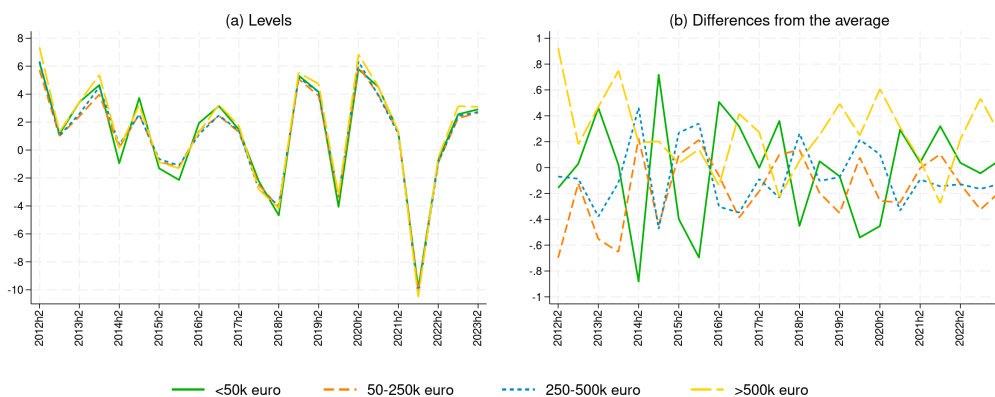 (a) Levels
8
6
4
2
0
-2
-4
-6
-8
-10
2012h2
2013h2
2014h2
2015h2
2016h2
2017h2
2018h2
2019h2
2020h2
2021h2
2022h2
2023h2
(b) Differences from the average
1
.8
.6
.4
.2
0
-.2
-.4
-.6
-.8
-1
2012h2
2013h2
2014h2
2015h2
2016h2
2017h2
2018h2
2019h2
2020h2
2021h2
2022h2
<50k euro 50-250k euro 250-500k euro >500k euro